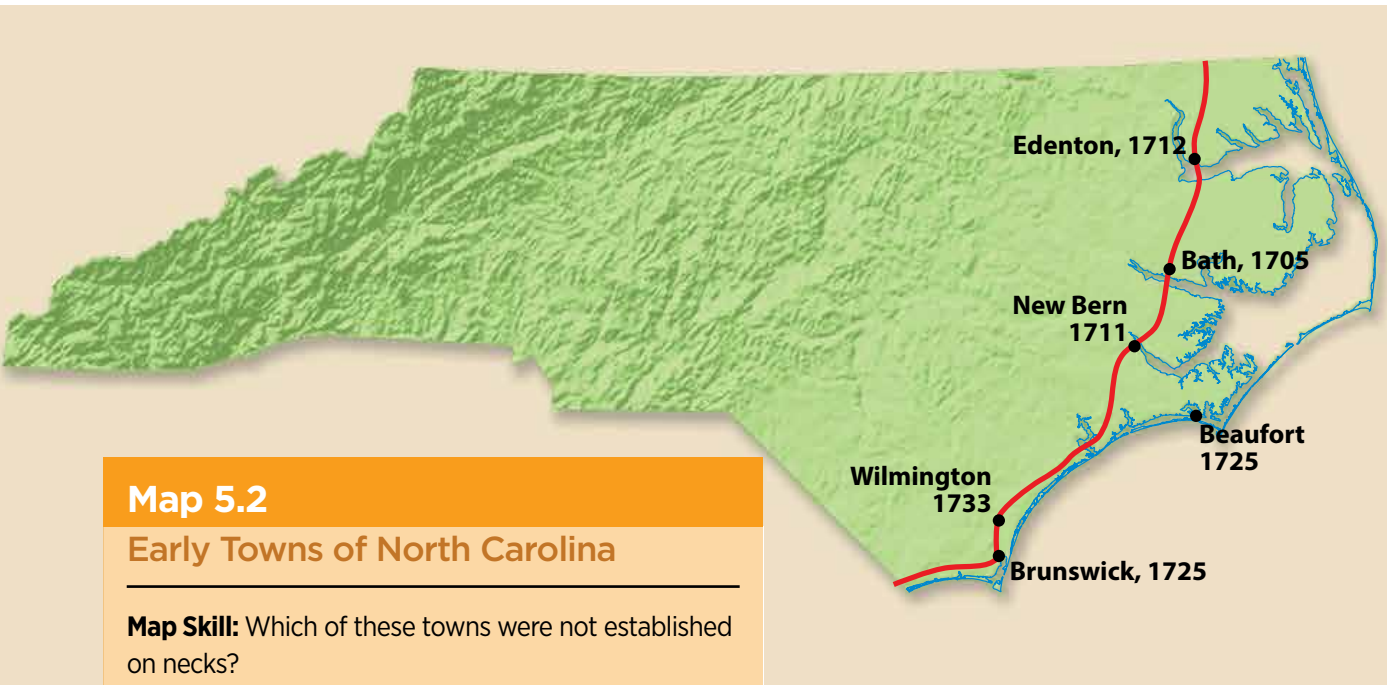 Edenton, 1712
Bath, 1705
New Bern
1711
Beaufort
1725
Wilmington
1733
Brunswick, 1725
Map 5.2
Early Towns of North Carolina
Map Skill: Which of these towns were not established
on necks?